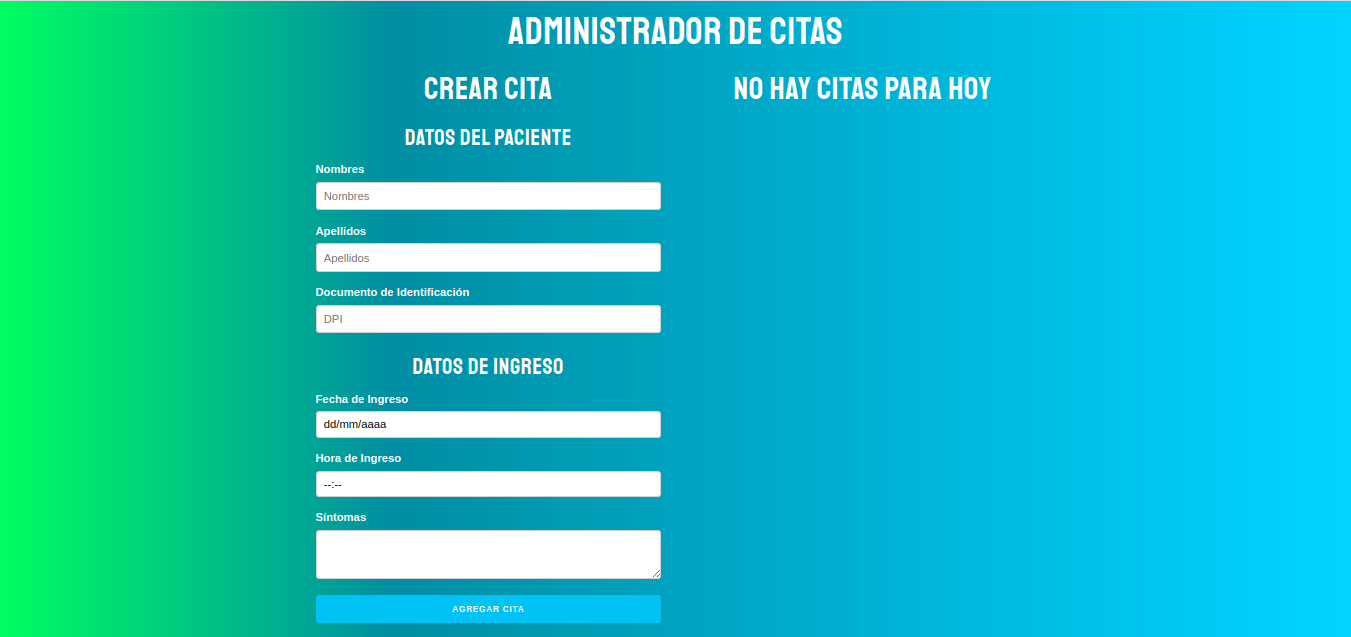 ADMINISTRADOR DE CITAS
CREAR CITA
DATOS DEL PACIENTE
Nombres
Nombres
Apellidos
Apellidos
Documento de Identificación
DPI
DATOS DE INGRESO
Fecha de Ingreso
dd/mm/aaaa
Hora de Ingreso
--:--
Síntomas
AGREGAR CITA
NO HAY CITAS PARA HOY